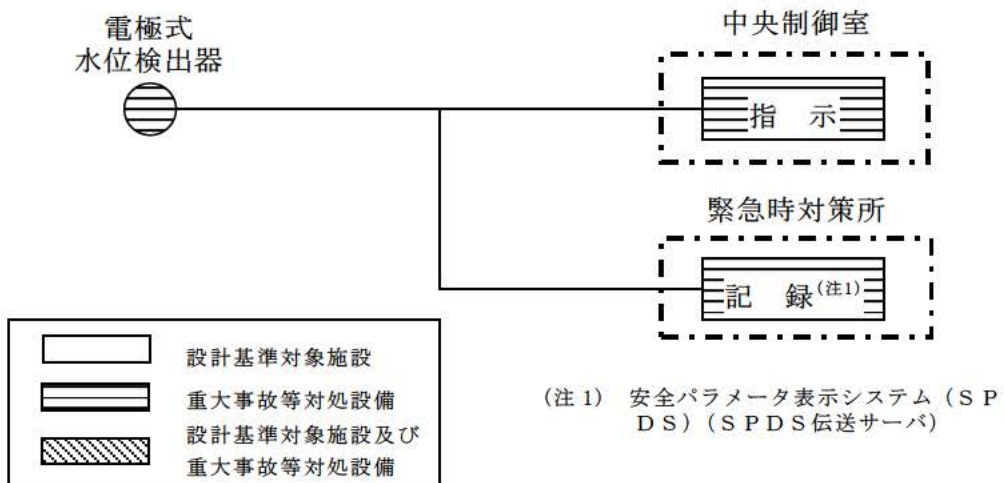 電極式
水位検出器
中央制御室
指 示
緊急時対策所
記 録(注1)
設計基準対象施設
重大事故等対処設備
設計基準対象施設及び
重大事故等対処設備
(注1) 安全パラメータ表示システム(SP
DS)(SPDS伝送サーバ)